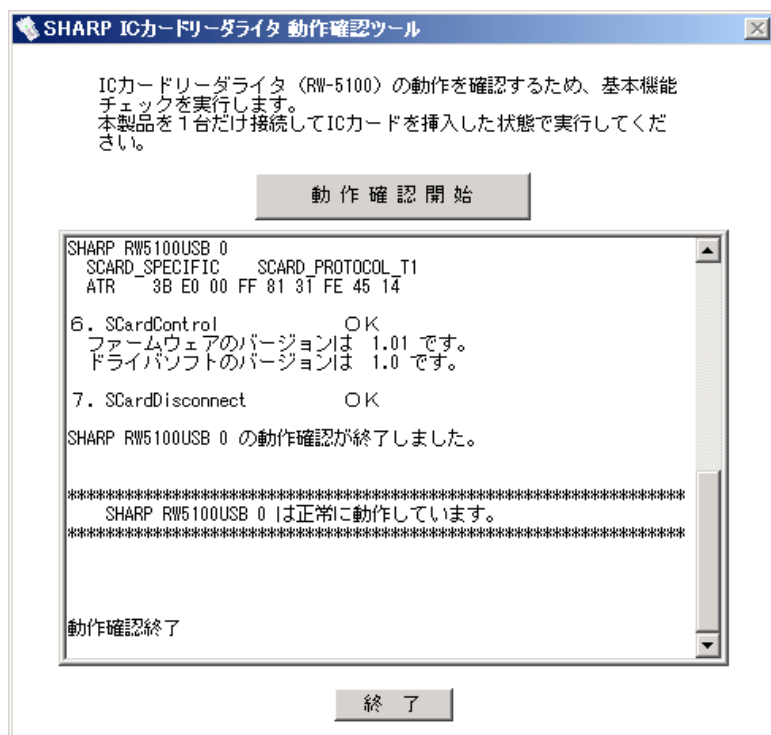 SHARP ICカードリーダライタ 動作確認ツール
ICカードリーダライタ（RW-5100）の動作を確認するため、基本機能
チェックを実行します。
本製品を１台だけ接続してICカードを挿入した状態で実行してくだ
さい。
動 作 確 認 開 始
SHARP RW5100USB 0
SCARD_SPECIFIC SCARD_PROTOCOL_T1
ATR 3B E0 00 FF 81 31 FE 45 14
６. SCardControl ＯＫ
ファームウェアのバージョンは 1.01 です。
ドライバソフトのバージョンは 1.0 です。
７. SCardDisconnect ＯＫ
SHARP RW5100USB 0 の動作確認が終了しました。
*****************************************************************
SHARP RW5100USB 0 は正常に動作しています。
*****************************************************************
動作確認終了
終 了